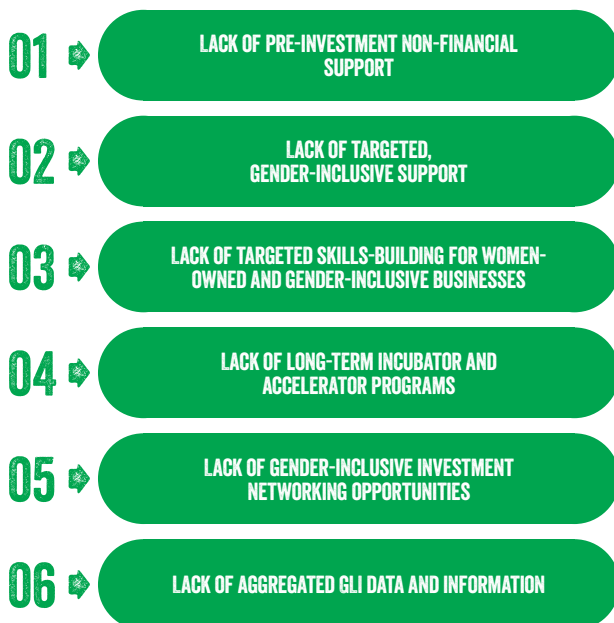 01
LACK OF PRE-INVESTMENT NON-FINANCIAL
SUPPORT
02
LACK OF TARGETED,
GENDER-INCLUSIVE SUPPORT
03
LACK OF TARGETED SKILLS-BUILDING FOR WOMEN-
OWNED AND GENDER-INCLUSIVE BUSINESSES
04
LACK OF LONG-TERM INCUBATOR AND
ACCELERATOR PROGRAMS
05
LACK OF GENDER-INCLUSIVE INVESTMENT
NETWORKING OPPORTUNITIES
06
LACK OF AGGREGATED GLI DATA AND INFORMATION